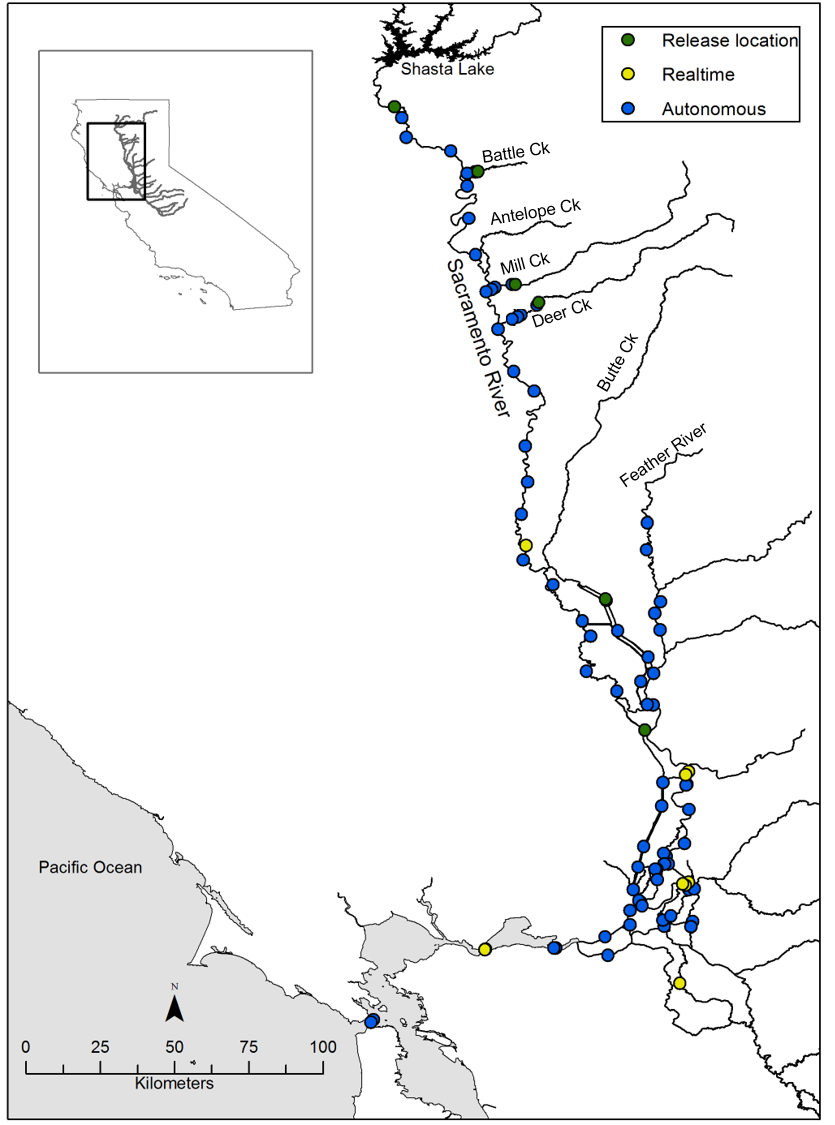 Shasta Lake
Release location
Realtime
Autonomous
Battle Ck
Antelope Ck
Mill Ck
Sacramento River
Deer Ck
Butte Ck
Feather River
Pacific Ocean
N
0 25 50 75 100
Kilometers